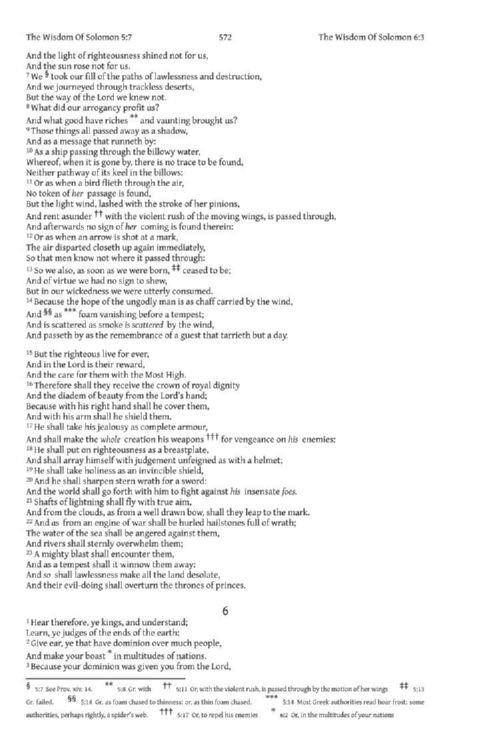 The Wisdom Of Solomon 5:7 572 The Wisdom Of Solomon 6:3
And the light of righteousness shined not for us,
And the sun rose not for us.
7 We § took our fill of the paths of lawlessness and destruction,
And we journeyed through trackless deserts,
But the way of the Lord we knew not.
8 What did our arrogancy profit us?
And what good have riches ** and vaunting brought us?
9 Those things all passed away as a shadow,
And as a message that runneth by:
10 As a ship passing through the billowy water,
Whereof, when it is gone by, there is no trace to be found,
Neither pathway of its keel in the billows:
11 Or as when a bird flieth through the air,
No token of her passage is found,
But the light wind, lashed with the stroke of her pinions,
And rent asunder †† with the violent rush of the moving wings, is passed through,
And afterwards no sign of her coming is found therein:
12 Or as when an arrow is shot at a mark,
The air disparted closeth up again immediately,
So that men know not where it passed through:
13 So we also, as soon as we were born, ‡‡ ceased to be;
And of virtue we had no sign to shew,
But in our wickedness we were utterly consumed.
14 Because the hope of the ungodly man is as chaff carried by the wind,
And §§ as *** foam vanishing before a tempest;
And is scattered as smoke is scattered by the wind,
And passeth by as the remembrance of a guest that tarrieth but a day.
15 But the righteous live for ever,
And in the Lord is their reward,
And the care for them with the Most High.
16 Therefore shall they receive the crown of royal dignity
And the diadem of beauty from the Lord's hand;
Because with his right hand shall he cover them,
And with his arm shall he shield them.
17 He shall take his jealousy as complete armour,
And shall make the whole creation his weapons ††† for vengeance on his enemies:
18 He shall put on righteousness as a breastplate,
And shall array himself with judgement unfeigned as with a helmet;
19 He shall take holiness as an invincible shield,
20 And he shall sharpen stern wrath for a sword:
And the world shall go forth with him to fight against his insensate foes.
21 Shafts of lightning shall fly with true aim,
And from the clouds, as from a well drawn bow, shall they leap to the mark.
22 And as from an engine of war shall be hurled hailstones full of wrath;
The water of the sea shall be angered against them,
And rivers shall sternly overwhelm them;
23 A mighty blast shall encounter them,
And as a tempest shall it winnow them away:
And so shall lawlessness make all the land desolate,
And their evil-doing shall overturn the thrones of princes.
6
1 Hear therefore, ye kings, and understand;
Learn, ye judges of the ends of the earth:
2 Give ear, ye that have dominion over much people,
And make your boast * in multitudes of nations.
3 Because your dominion was given you from the Lord,
§ 5:7 See Prov. xiv. 14. ** 5:8 Gr. with †† 5:11 Or, with the violent rush, is passed through by the motion of her wings ‡‡ 5:13
Gr. failed. §§ 5:14 Gr. as foam chased to thinness: or, as thin foam chased. *** 5:14 Most Greek authorities read hoar frost: some
authorities, perhaps rightly, a spider's web. ††† 5:17 Or, to repel his enemies * 6:2 Or, in the multitudes of your nations